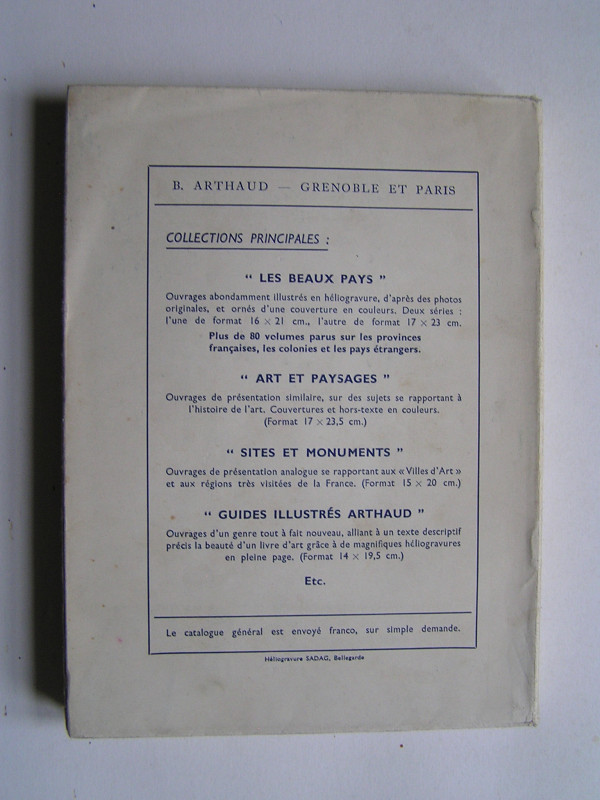 B. ARTHAUD — GRENOBLE ET PARIS
COLLECTIONS PRINCIPALES :
“ LES BEAUX PAYS ”
Ouvrages abondamment illustrés en héliogravure, d'après des photos
originales, et ornés d'une couverture en couleurs. Deux séries :
l'une de format 16 × 21 cm., l'autre de format 17 × 23 cm.
Plus de 80 volumes parus sur les provinces
françaises, les colonies et les pays étrangers.
“ ART ET PAYSAGES ”
Ouvrages de présentation similaire, sur des sujets se rapportant à
l'histoire de l'art. Couvertures et hors-texte en couleurs.
(Format 17 × 23,5 cm.)
“ SITES ET MONUMENTS ”
Ouvrages de présentation analogue se rapportant aux « Villes d'Art »
et aux régions très visitées de la France. (Format 15 × 20 cm.)
“ GUIDES ILLUSTRÉS ARTHAUD ”
Ouvrages d'un genre tout à fait nouveau, alliant à un texte descriptif
précis la beauté d'un livre d'art grâce à de magnifiques héliogravures
en pleine page. (Format 14 × 19,5 cm.)
Etc.
Le catalogue général est envoyé franco, sur simple demande.
Héliogravure SADAG, Bellegarde